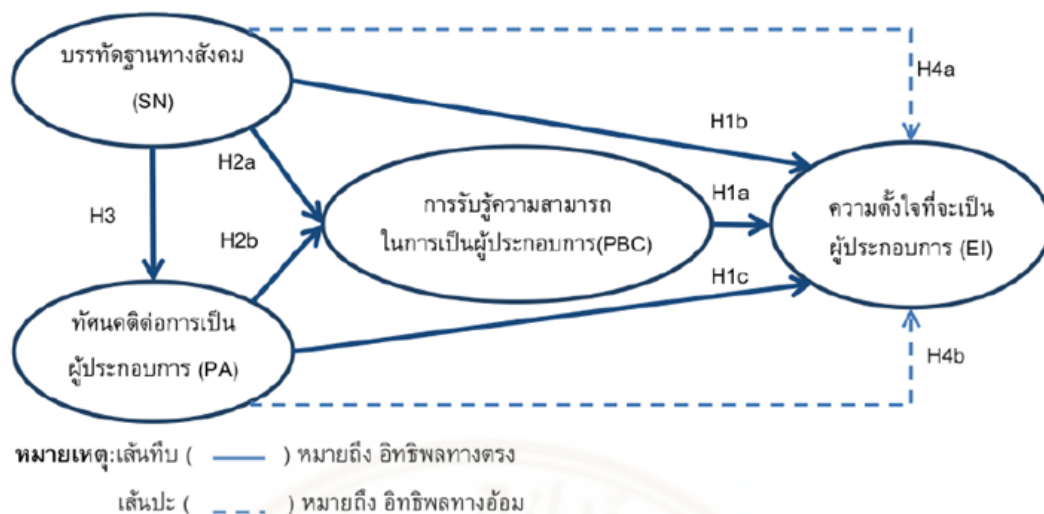 บรรทัดฐานทางสังคม
(SN)
H4a
H1b
H2a
การรับรู้ความสามารถ
ในการเป็นผู้ประกอบการ(PBC)
H1a
ความตั้งใจที่จะเป็น
ผู้ประกอบการ (EI)
H3
H2b
H1c
ทัศนคติต่อการเป็น
ผู้ประกอบการ (PA)
H4b
หมายเหตุ:เส้นทึบ ( ) หมายถึง อิทธิพลทางตรง
เส้นปะ ( ) หมายถึง อิทธิพลทางอ้อม